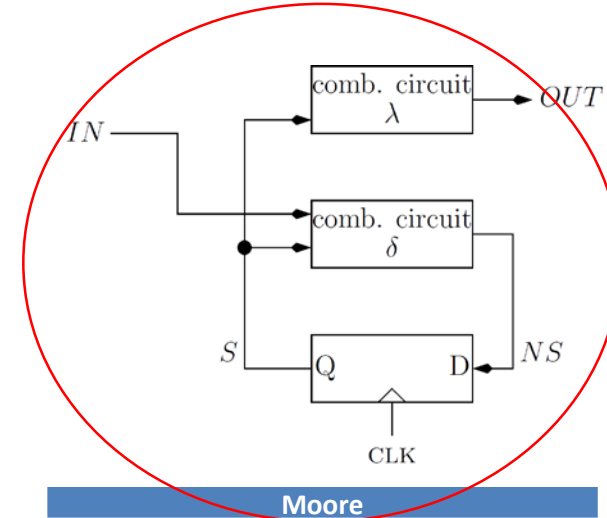 comb. circuit
λ
OUT
IN
comb. circuit
δ
S
Q
D
NS
CLK
Moore